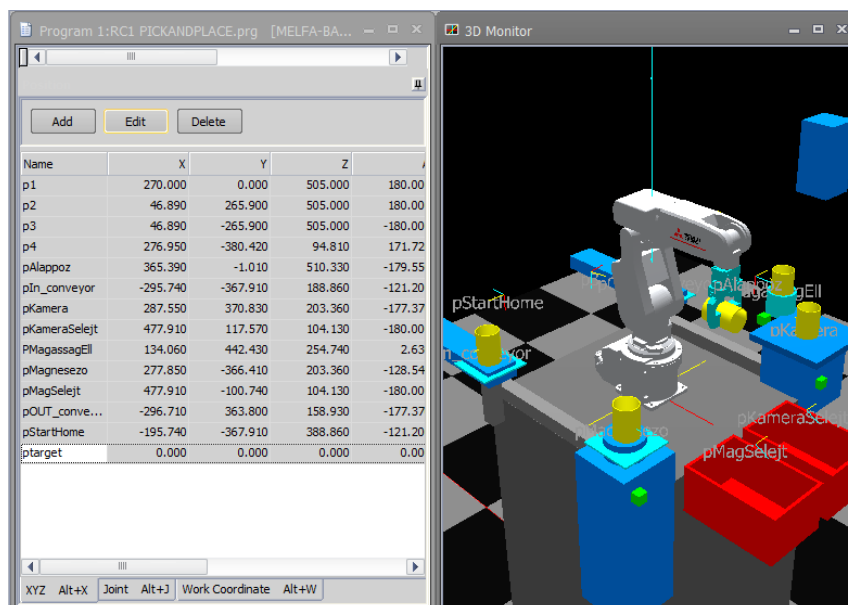 Program 1:RC1 PICKANDPLACE.prg [MELFA-BA...
Add Edit Delete
Name X Y Z
p1 270.000 0.000 505.000 180.00
p2 46.890 265.900 505.000 180.00
p3 46.890 -265.900 505.000 -180.00
p4 276.950 -380.420 94.810 171.72
pAlappoz 365.390 -1.010 510.330 -179.55
pIn_conveyor -295.740 -367.910 188.860 -121.20
pKamera 287.550 370.830 203.360 -177.37
pKameraSelejt 477.910 117.570 104.130 -180.00
PMagassagEll 134.060 442.430 254.740 2.63
pMagnesezo 277.850 -366.410 203.360 -128.54
pMagSelejt 477.910 -100.740 104.130 -180.00
pOUT_conve... -296.710 363.800 158.930 -177.37
pStartHome -195.740 -367.910 388.860 -121.20
ptarget 0.000 0.000 0.000 0.00
XYZ Alt+X Joint Alt+J Work Coordinate Alt+W
3D Monitor
pStartHome
pAlappoz
agassagEll
pKamera
n_conveyor
pKameraSelejt
pMagSelejt